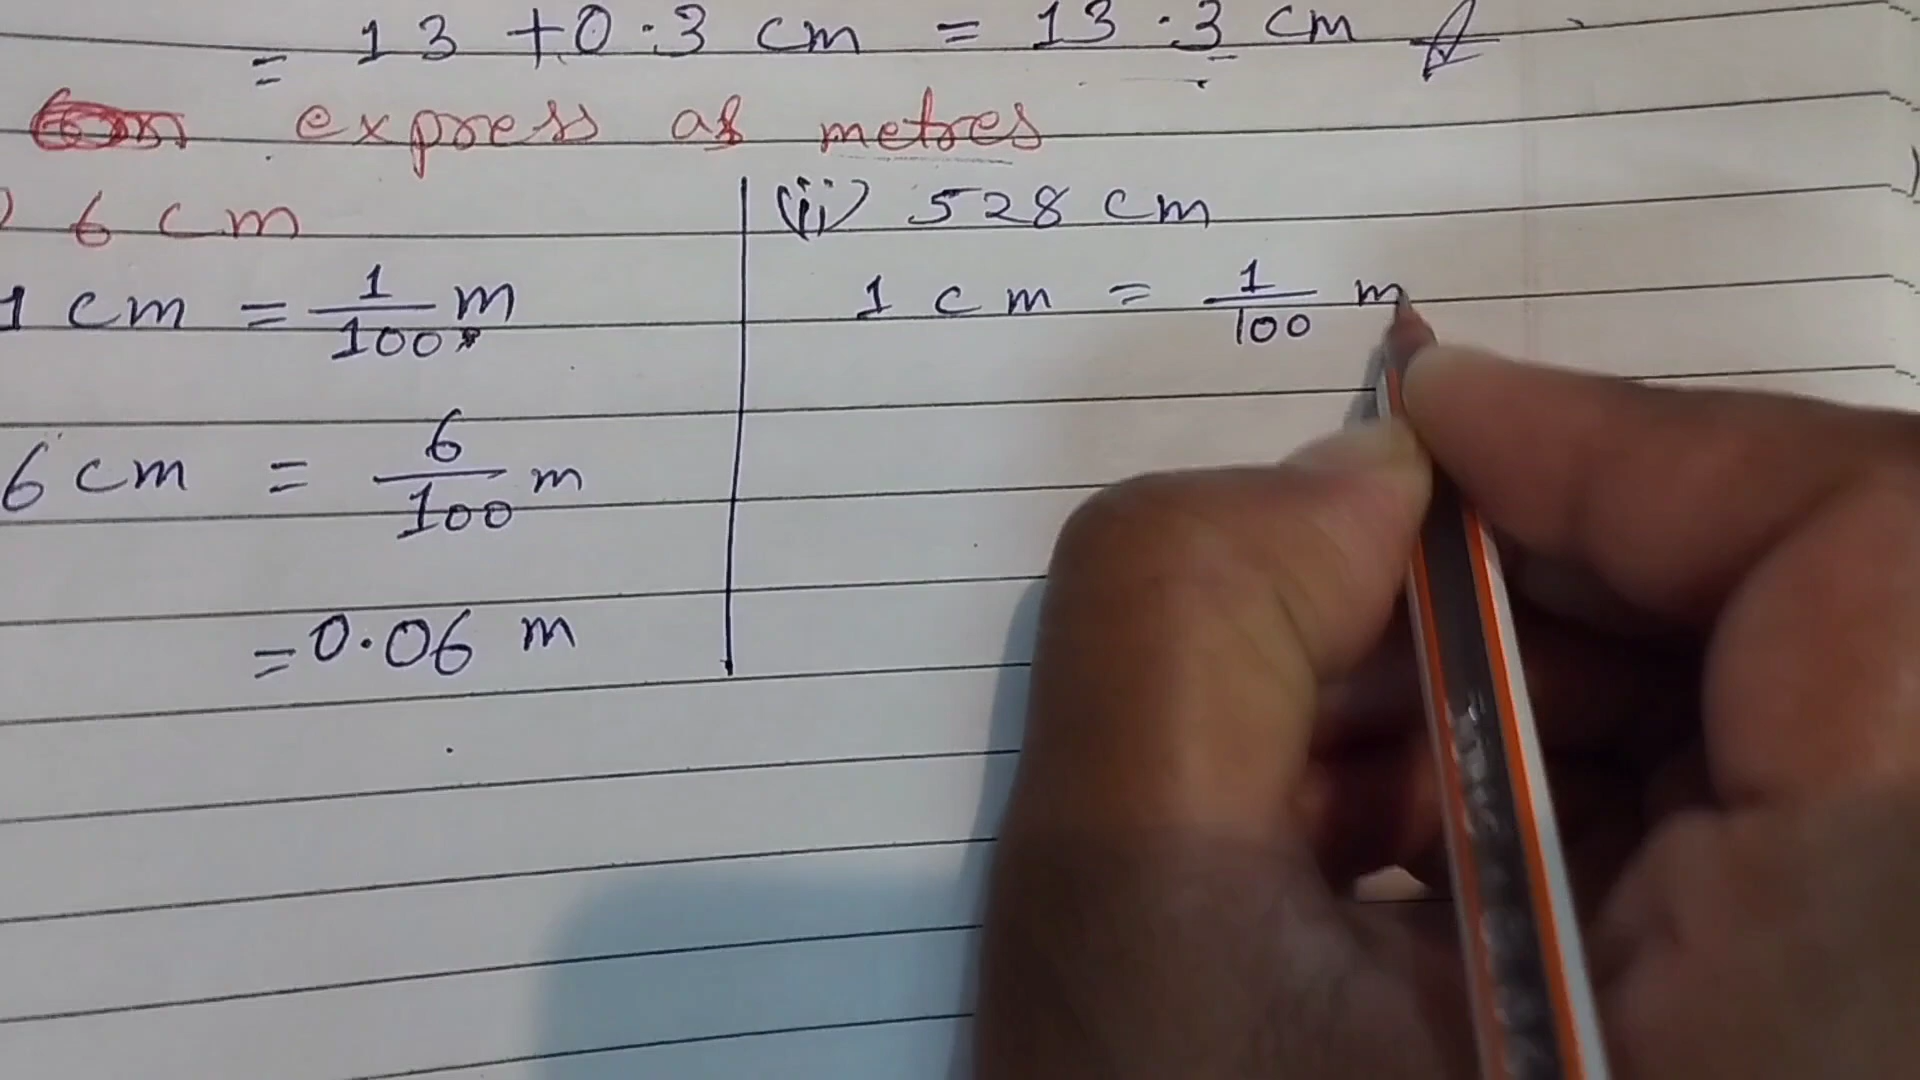 = 13 + 0.3 cm = 13.3 cm
express as metres
) 6 cm
1 cm = 1/100 m
6 cm = 6/100 m
= 0.06 m
(ii) 528 cm
1 cm = 1/100 m